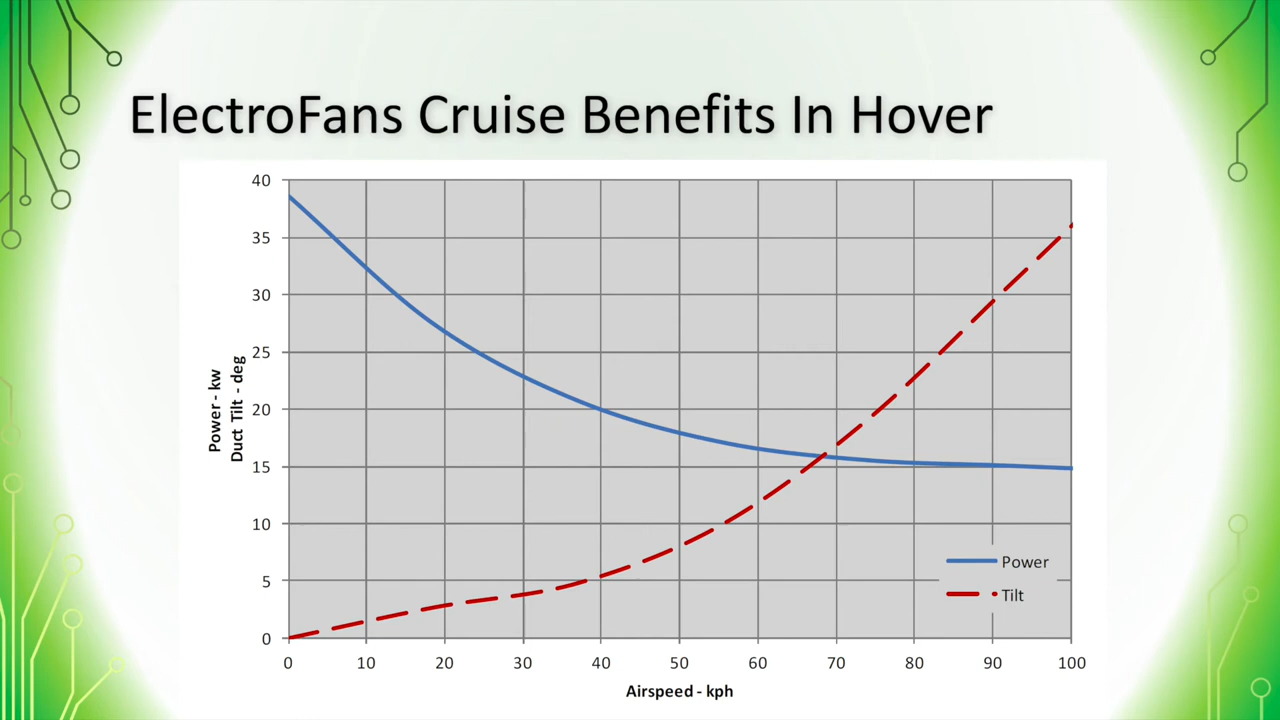 ElectroFans Cruise Benefits In Hover
40
35
30
25
20
15
10
5
0
Power - kw
Duct Tilt - deg
Power
Tilt
0 10 20 30 40 50 60 70 80 90 100
Airspeed - kph